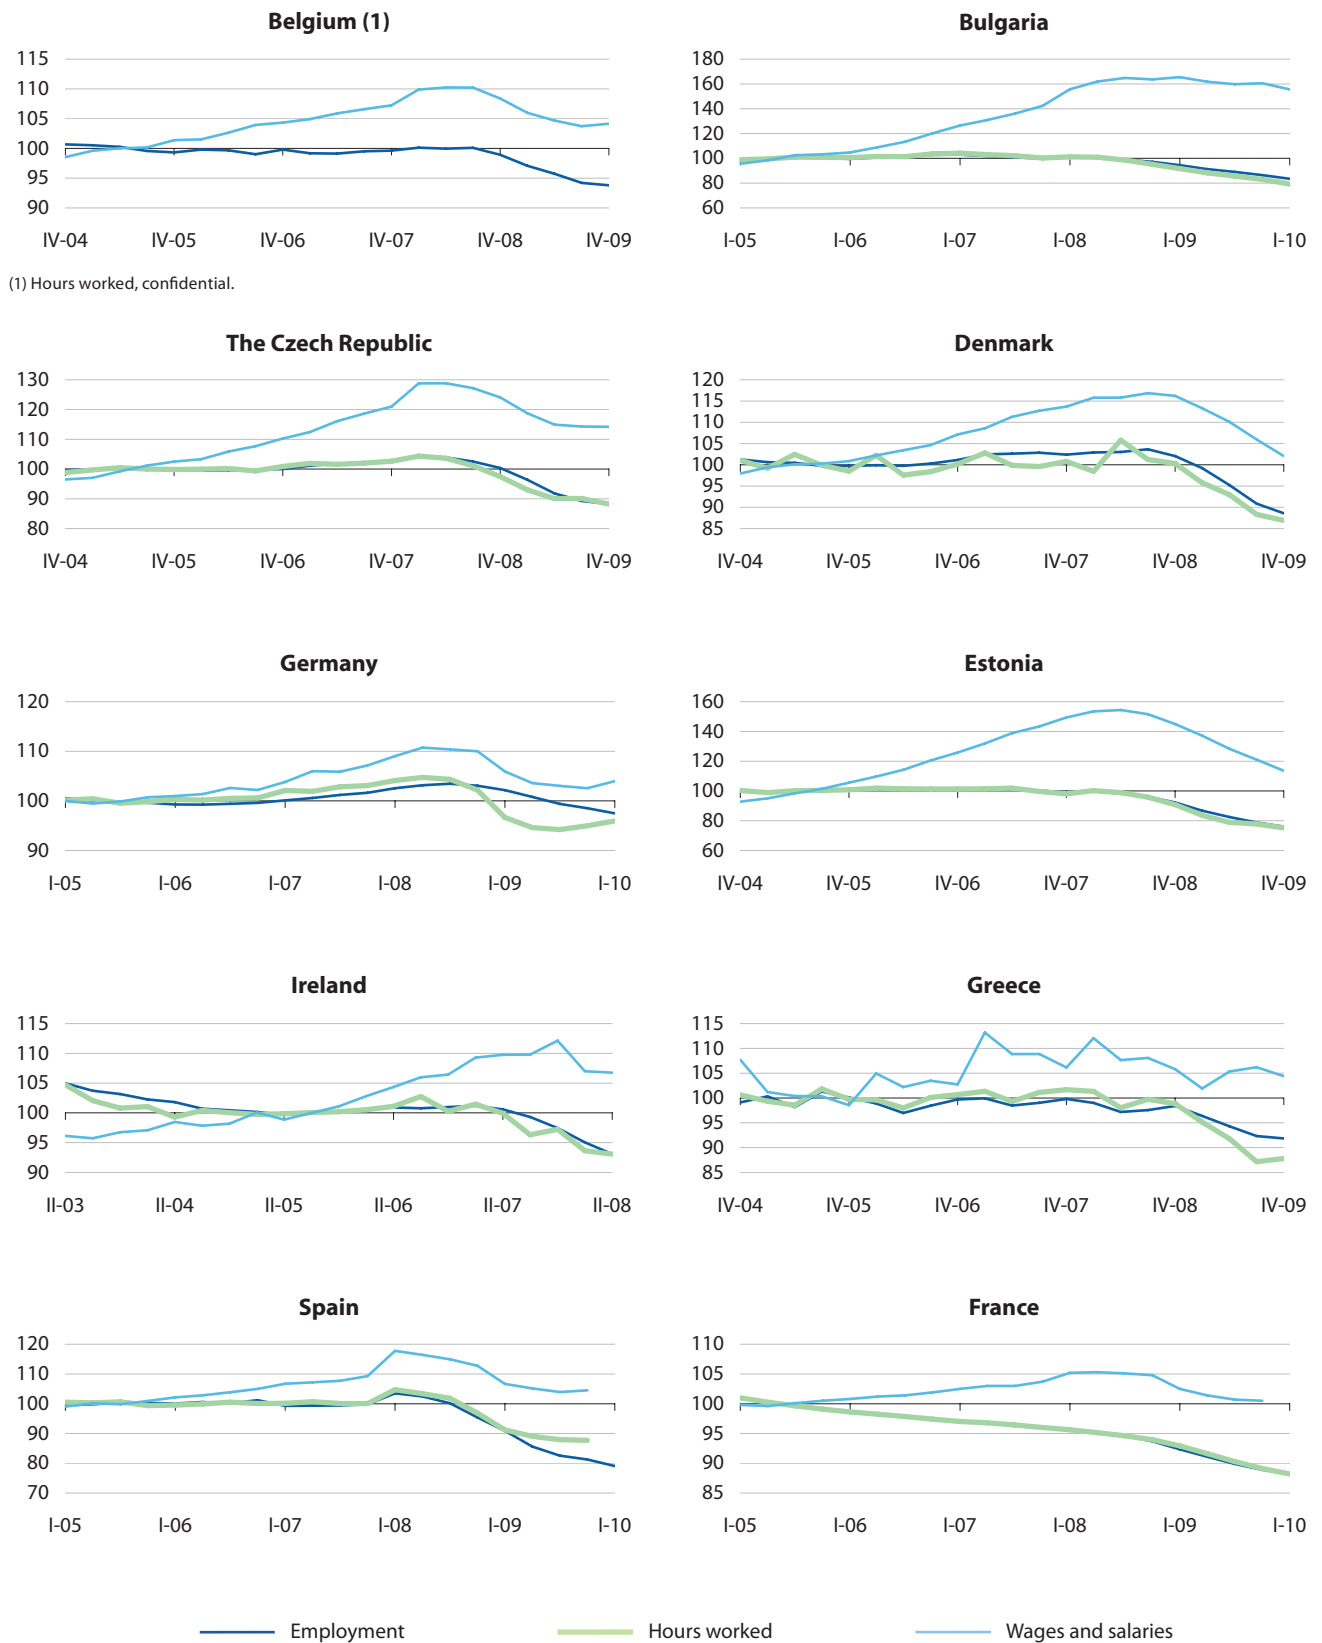 Belgium (1)
115
110
105
100
95
90
IV-04 IV-05 IV-06 IV-07 IV-08 IV-09
(1) Hours worked, confidential.
Bulgaria
180
160
140
120
100
80
60
I-05 I-06 I-07 I-08 I-09 I-10
The Czech Republic
130
120
110
100
90
80
IV-04 IV-05 IV-06 IV-07 IV-08 IV-09
Denmark
120
115
110
105
100
95
90
85
IV-04 IV-05 IV-06 IV-07 IV-08 IV-09
Germany
120
110
100
90
I-05 I-06 I-07 I-08 I-09 I-10
Estonia
160
140
120
100
80
60
IV-04 IV-05 IV-06 IV-07 IV-08 IV-09
Ireland
115
110
105
100
95
90
II-03 II-04 II-05 II-06 II-07 II-08
Greece
115
110
105
100
95
90
85
IV-04 IV-05 IV-06 IV-07 IV-08 IV-09
Spain
120
110
100
90
80
70
I-05 I-06 I-07 I-08 I-09 I-10
France
110
105
100
95
90
85
I-05 I-06 I-07 I-08 I-09 I-10
Employment Hours worked Wages and salaries